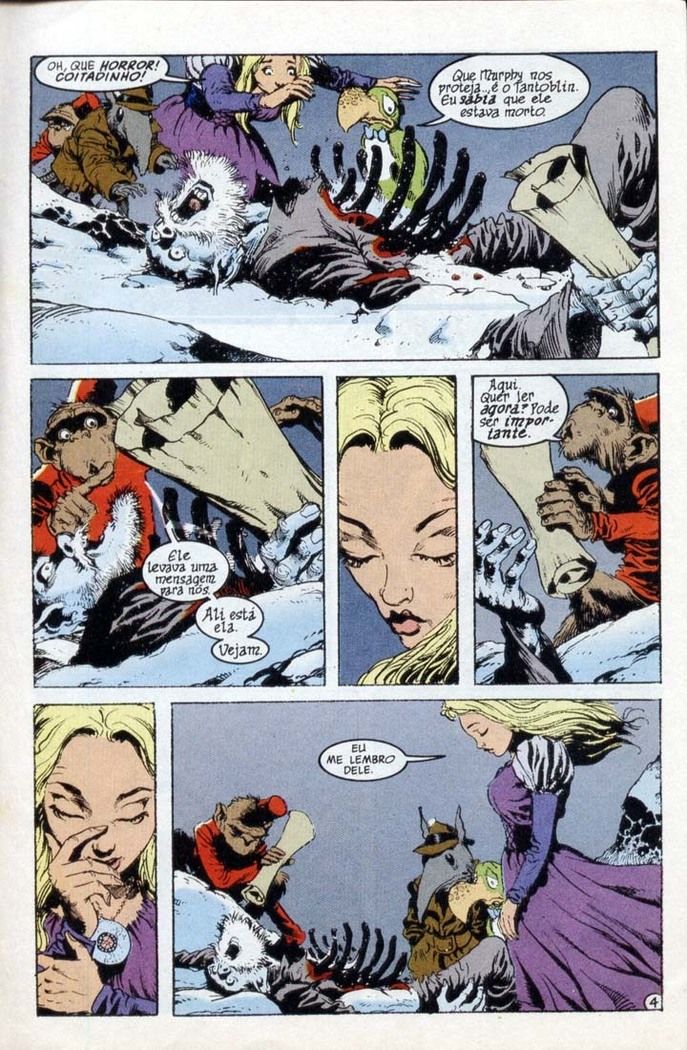 OH, QUE HORROR!
COITADINHO!
Que Murphy nos
proteja... é o Tantoblin.
Eu sabia que ele
estava morto.
Ele
levava uma
mensagem
para nós.
Ali está
ela.
Vejam.
Aqui.
Quer ler
agora? Pode
ser impor-
tante.
EU
ME LEMBRO
DELE.
4